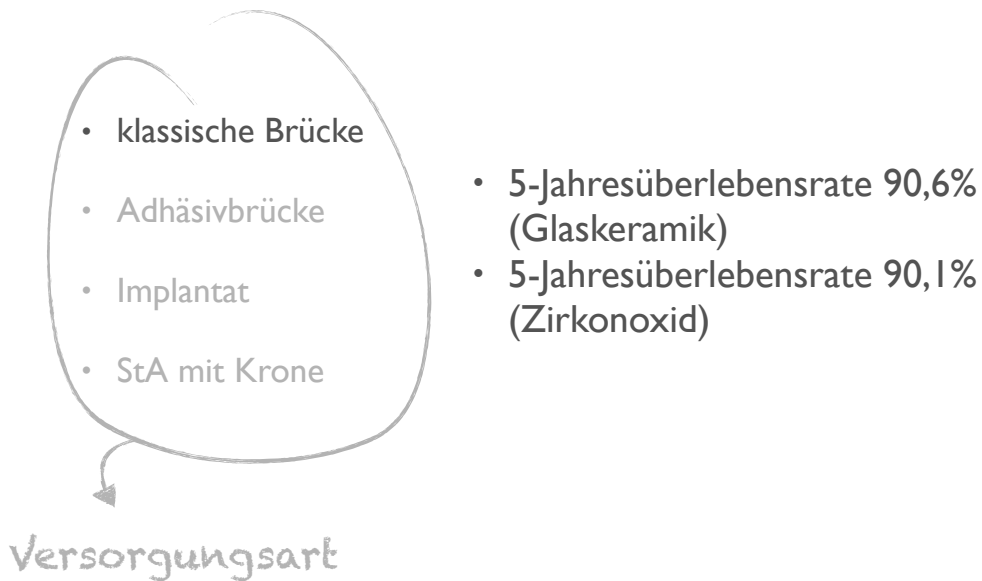 • klassische Brücke
• Adhäsivbrücke
• Implantat
• StA mit Krone
• 5-Jahresüberlebensrate 90,6%
(Glaskeramik)
• 5-Jahresüberlebensrate 90,1%
(Zirkonoxid)
Versorgungsart